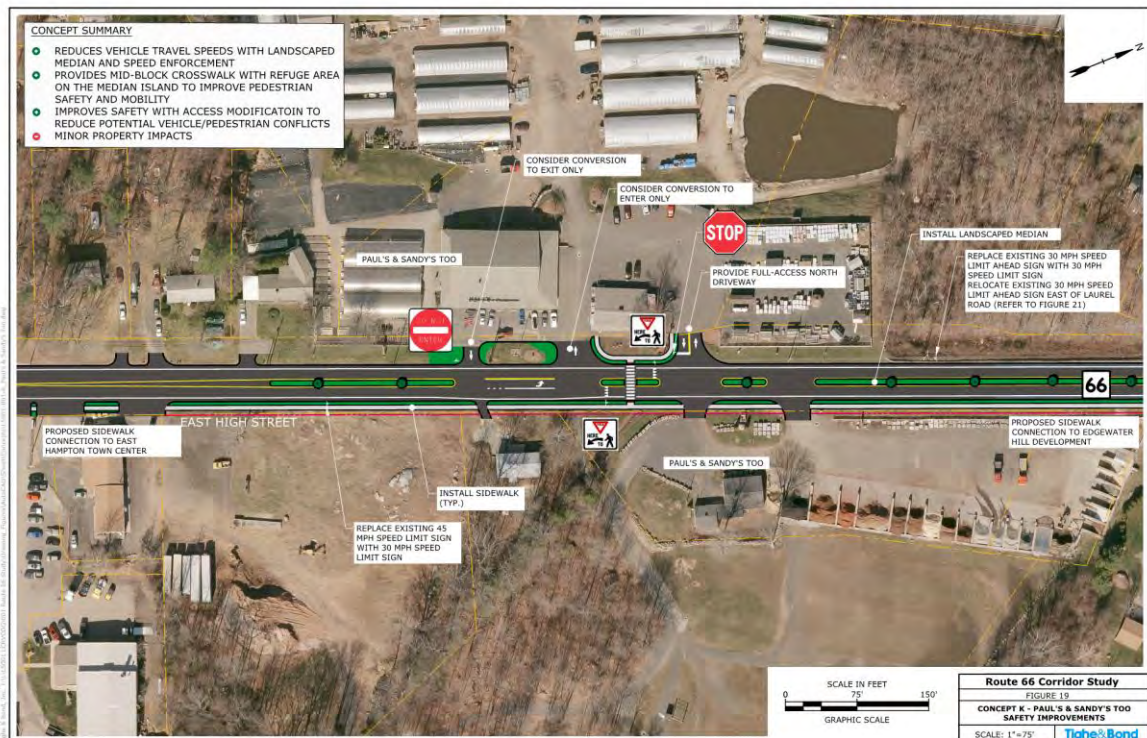 CONCEPT SUMMARY
REDUCES VEHICLE TRAVEL SPEEDS WITH LANDSCAPED
MEDIAN AND SPEED ENFORCEMENT
PROVIDES MID-BLOCK CROSSWALK WITH REFUGE AREA
ON THE MEDIAN ISLAND TO IMPROVE PEDESTRIAN
SAFETY AND MOBILITY
IMPROVES SAFETY WITH ACCESS MODIFICATOIN TO
REDUCE POTENTIAL VEHICLE/PEDESTRIAN CONFLICTS
MINOR PROPERTY IMPACTS
N
CONSIDER CONVERSION
TO EXIT ONLY
CONSIDER CONVERSION TO
ENTER ONLY
STOP
INSTALL LANDSCAPED MEDIAN
PAUL'S & SANDY'S TOO
PROVIDE FULL-ACCESS NORTH
DRIVEWAY
REPLACE EXISTING 30 MPH SPEED
LIMIT AHEAD SIGN WITH 30 MPH
SPEED LIMIT SIGN
RELOCATE EXISTING 30 MPH SPEED
LIMIT AHEAD SIGN EAST OF LAUREL
ROAD (REFER TO FIGURE 21)
ENTER
HERE
TO
66
EAST HIGH STREET
PROPOSED SIDEWALK
CONNECTION TO EAST
HAMPTON TOWN CENTER
HERE
TO
PROPOSED SIDEWALK
CONNECTION TO EDGEWATER
HILL DEVELOPMENT
PAUL'S & SANDY'S TOO
INSTALL SIDEWALK
(TYP.)
REPLACE EXISTING 45
MPH SPEED LIMIT SIGN
WITH 30 MPH SPEED
LIMIT SIGN
SCALE IN FEET
0 75' 150'
GRAPHIC SCALE
Route 66 Corridor Study
FIGURE 19
CONCEPT K - PAUL'S & SANDY'S TOO
SAFETY IMPROVEMENTS
SCALE: 1"=75'
Tighe&Bond